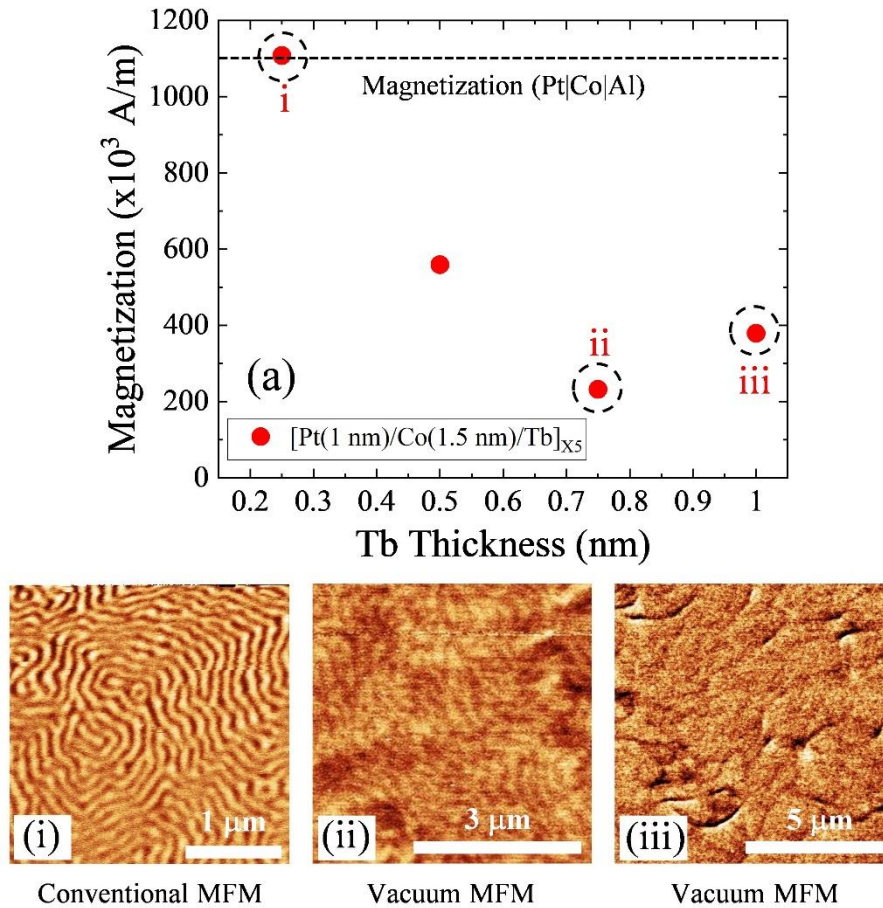 1200
1000
800
600
400
200
0
Magnetization (x10³ A/m)
Magnetization (Pt|Co|Al)
i
ii
iii
(a)
[Pt(1 nm)/Co(1.5 nm)/Tb]X5
0.2 0.3 0.4 0.5 0.6 0.7 0.8 0.9 1
Tb Thickness (nm)
(i) 1 μm
(ii) 3 μm
(iii) 5 μm
Conventional MFM
Vacuum MFM
Vacuum MFM